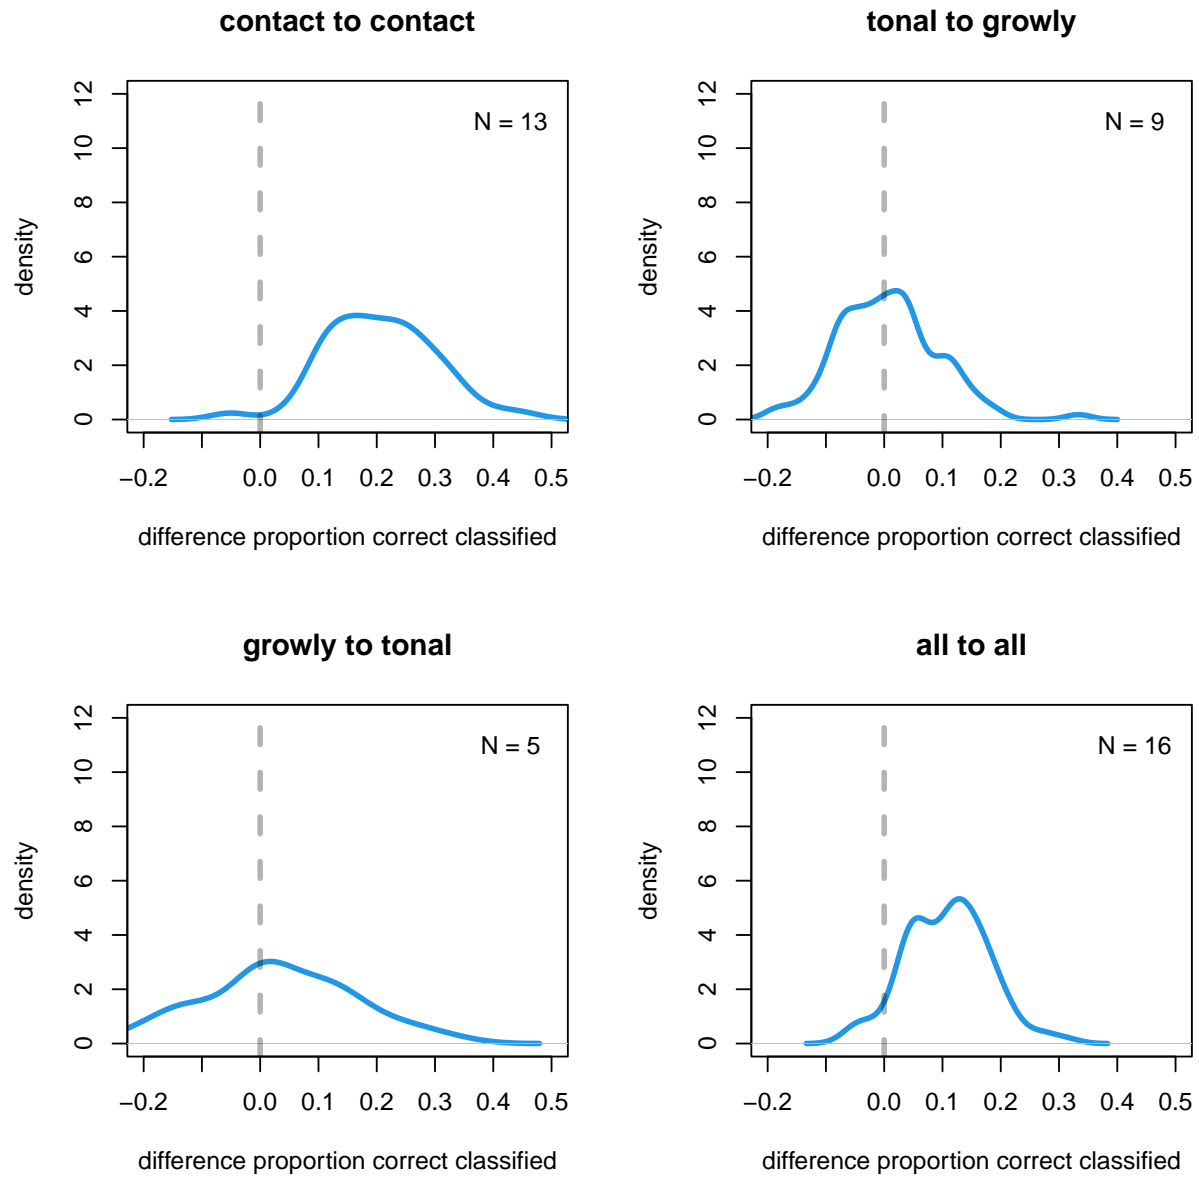 contact to contact
12
10
8
6
4
2
0
density
N = 13
−0.2 0.0 0.1 0.2 0.3 0.4 0.5
difference proportion correct classified
tonal to growly
12
10
8
6
4
2
0
density
N = 9
−0.2 0.0 0.1 0.2 0.3 0.4 0.5
difference proportion correct classified
growly to tonal
12
10
8
6
4
2
0
density
N = 5
−0.2 0.0 0.1 0.2 0.3 0.4 0.5
difference proportion correct classified
all to all
12
10
8
6
4
2
0
density
N = 16
−0.2 0.0 0.1 0.2 0.3 0.4 0.5
difference proportion correct classified